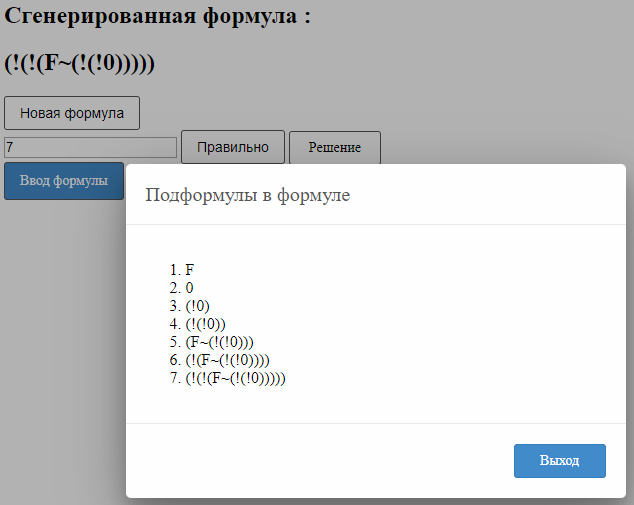 Сгенерированная формула :
(!(!(F~(!(!0)))))
Новая формула
7 Правильно Решение
Ввод формулы
Подформулы в формуле
1. F
2. 0
3. (!0)
4. (!(!0))
5. (F~(!(!0)))
6. (!(F~(!(!0))))
7. (!(!(F~(!(!0)))))
Выход